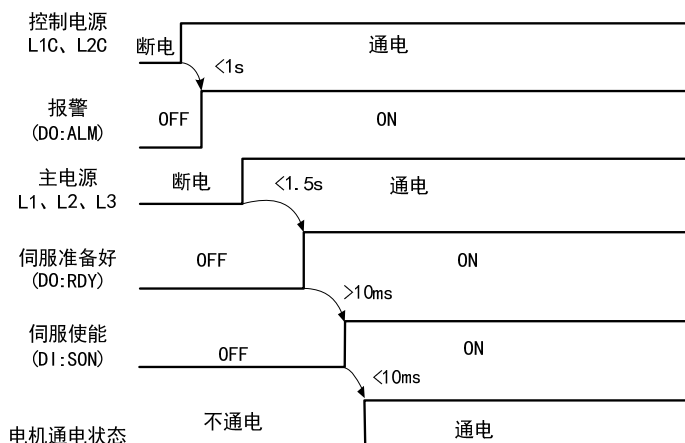 控制电源
L1C、L2C
断电
通电
<1s
报警
(DO:ALM)
OFF
ON
主电源
L1、L2、L3
断电
<1.5s
通电
伺服准备好
(DO:RDY)
OFF
ON
>10ms
伺服使能
(DI:SON)
OFF
ON
<10ms
电机通电状态
不通电
通电